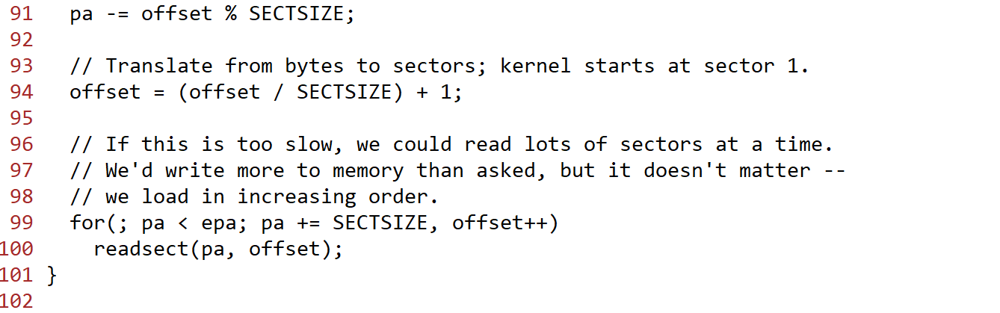 91   pa -= offset % SECTSIZE;
92
93   // Translate from bytes to sectors; kernel starts at sector 1.
94   offset = (offset / SECTSIZE) + 1;
95
96   // If this is too slow, we could read lots of sectors at a time.
97   // We'd write more to memory than asked, but it doesn't matter --
98   // we load in increasing order.
99   for(; pa < epa; pa += SECTSIZE, offset++)
100     readsect(pa, offset);
101 }
102